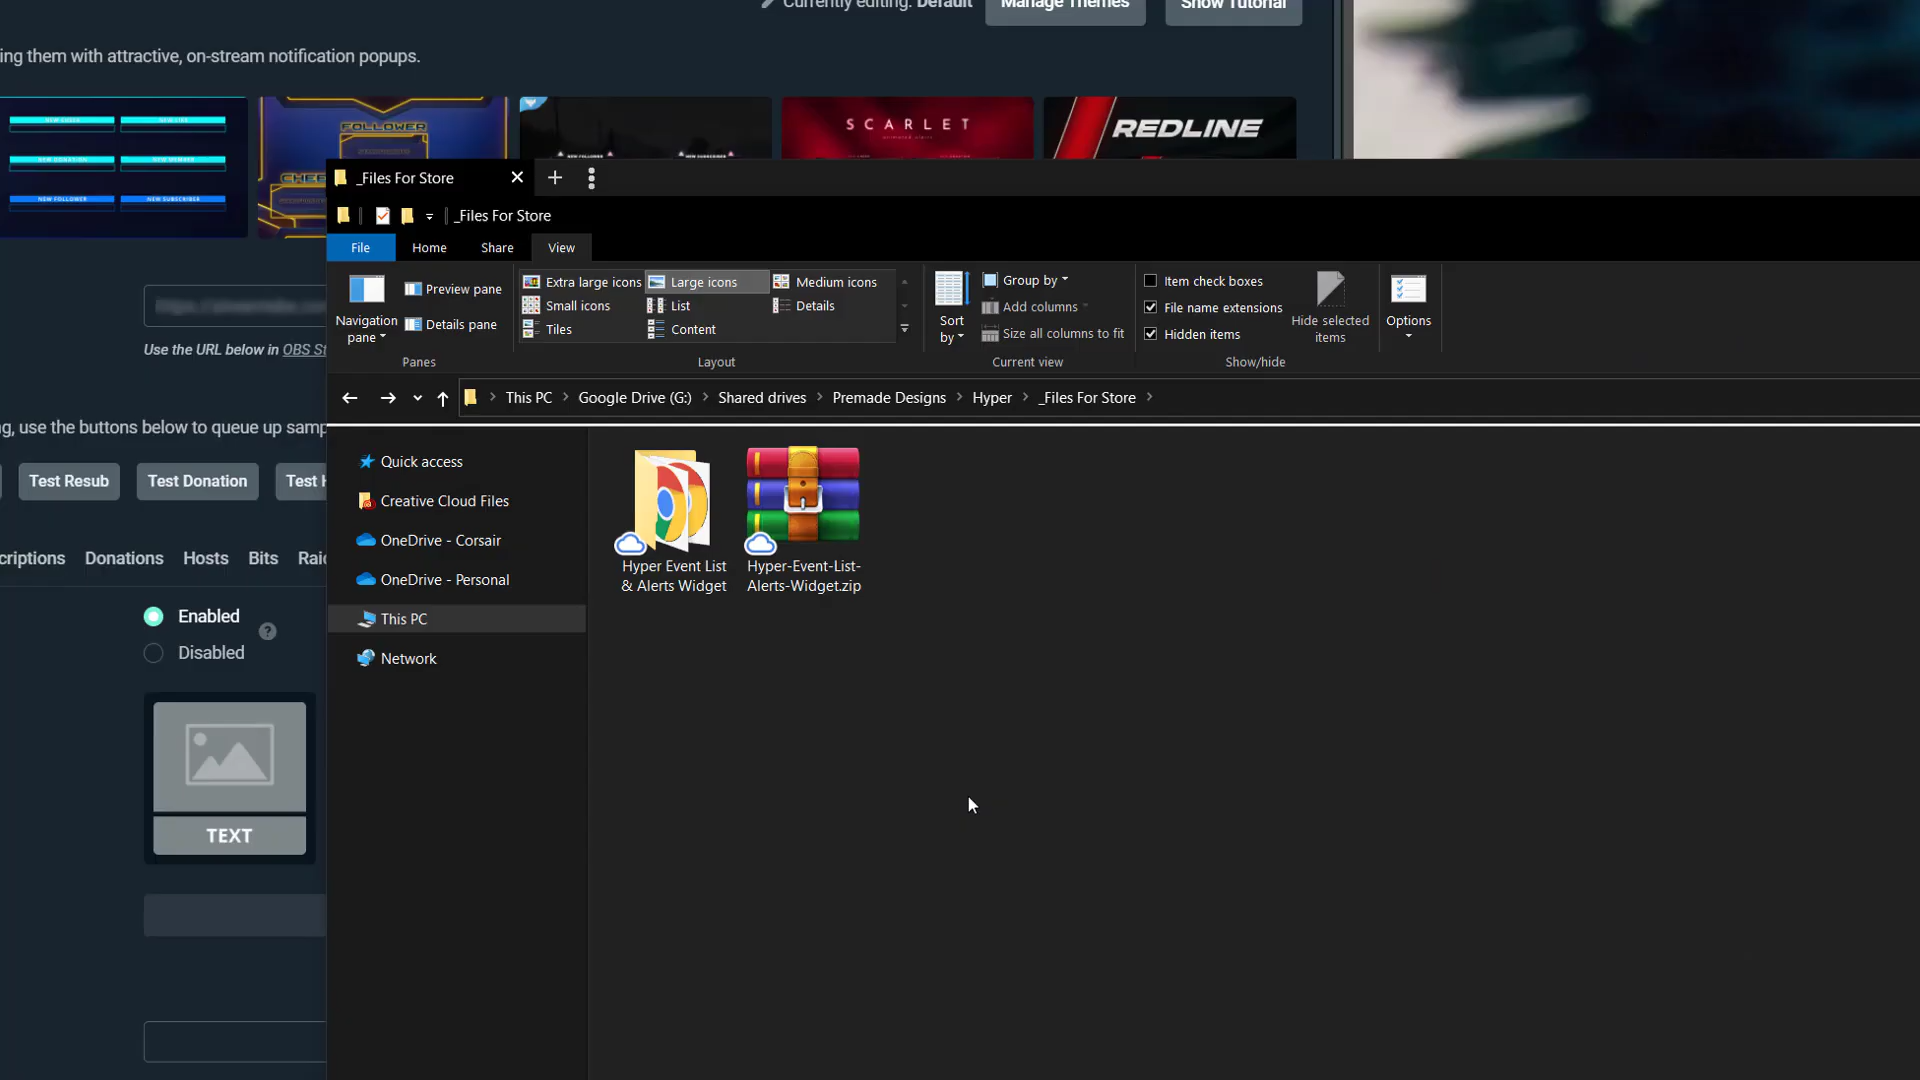 Currently editing: Default
Manage Themes
Show Tutorial
ing them with attractive, on-stream notification popups.
NEW FOLLOWER
NEW SUBSCRIBER
FOLLOWER
SCARLET
REDLINE
_Files For Store
_Files For Store
File
Home
Share
View
Navigation pane
Preview pane
Details pane
Panes
Extra large icons
Large icons
Medium icons
Small icons
List
Details
Tiles
Content
Layout
Sort by
Group by
Add columns
Size all columns to fit
Current view
Item check boxes
File name extensions
Hidden items
Hide selected items
Show/hide
Options
Use the URL below in OBS St
This PC
Google Drive (G:)
Shared drives
Premade Designs
Hyper
_Files For Store
ng, use the buttons below to queue up samp
Test Resub
Test Donation
Test H
criptions
Donations
Hosts
Bits
Raid
Enabled
Disabled
TEXT
Quick access
Creative Cloud Files
OneDrive - Corsair
OneDrive - Personal
This PC
Network
Hyper Event List
& Alerts Widget
Hyper-Event-List-
Alerts-Widget.zip